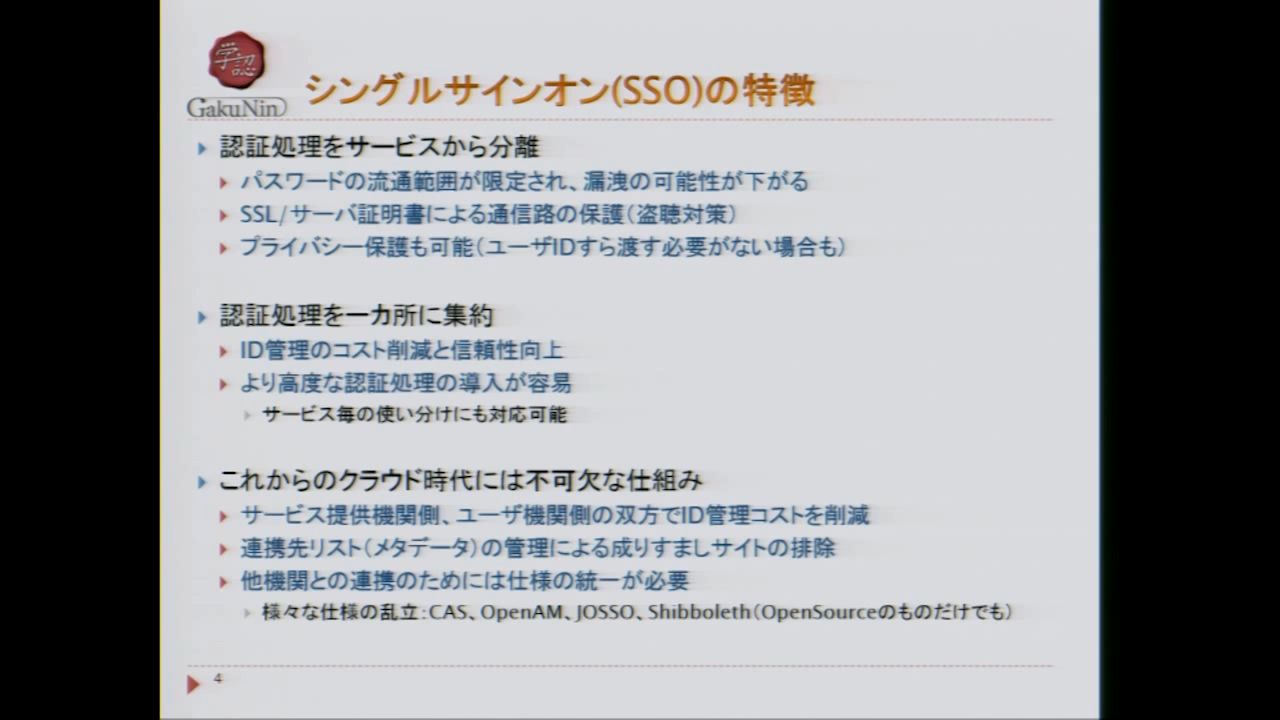 学認
GakuNin
シングルサインオン(SSO)の特徴
認証処理をサービスから分離
パスワードの流通範囲が限定され、漏洩の可能性が下がる
SSL/サーバ証明書による通信路の保護(盗聴対策)
プライバシー保護も可能(ユーザIDすら渡す必要がない場合も)
認証処理を一カ所に集約
ID管理のコスト削減と信頼性向上
より高度な認証処理の導入が容易
サービス毎の使い分けにも対応可能
これからのクラウド時代には不可欠な仕組み
サービス提供機関側、ユーザ機関側の双方でID管理コストを削減
連携先リスト(メタデータ)の管理による成りすましサイトの排除
他機関との連携のためには仕様の統一が必要
様々な仕様の乱立:CAS、OpenAM、JOSSO、Shibboleth(OpenSourceのものだけでも)
4